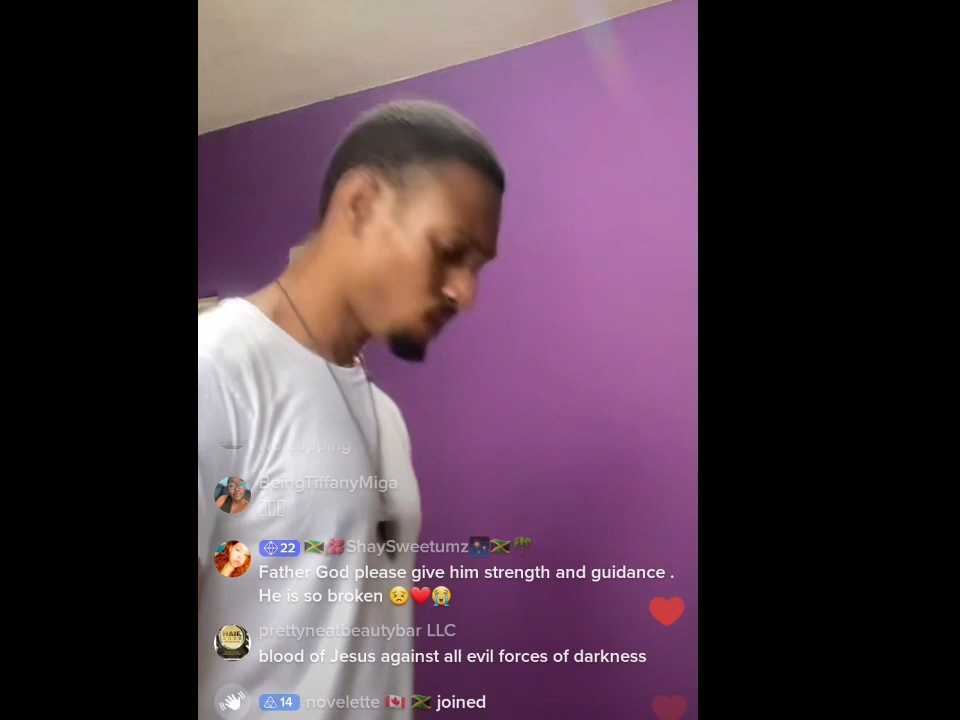 BeingTiffanyMiga
22 🇯🇲🌺ShaySweetumz🌌🇯🇲🌴
Father God please give him strength and guidance .
He is so broken 😣❤️😭
prettyneatbeautybar LLC
blood of Jesus against all evil forces of darkness
14 novelette 🇨🇦 🇯🇲 joined